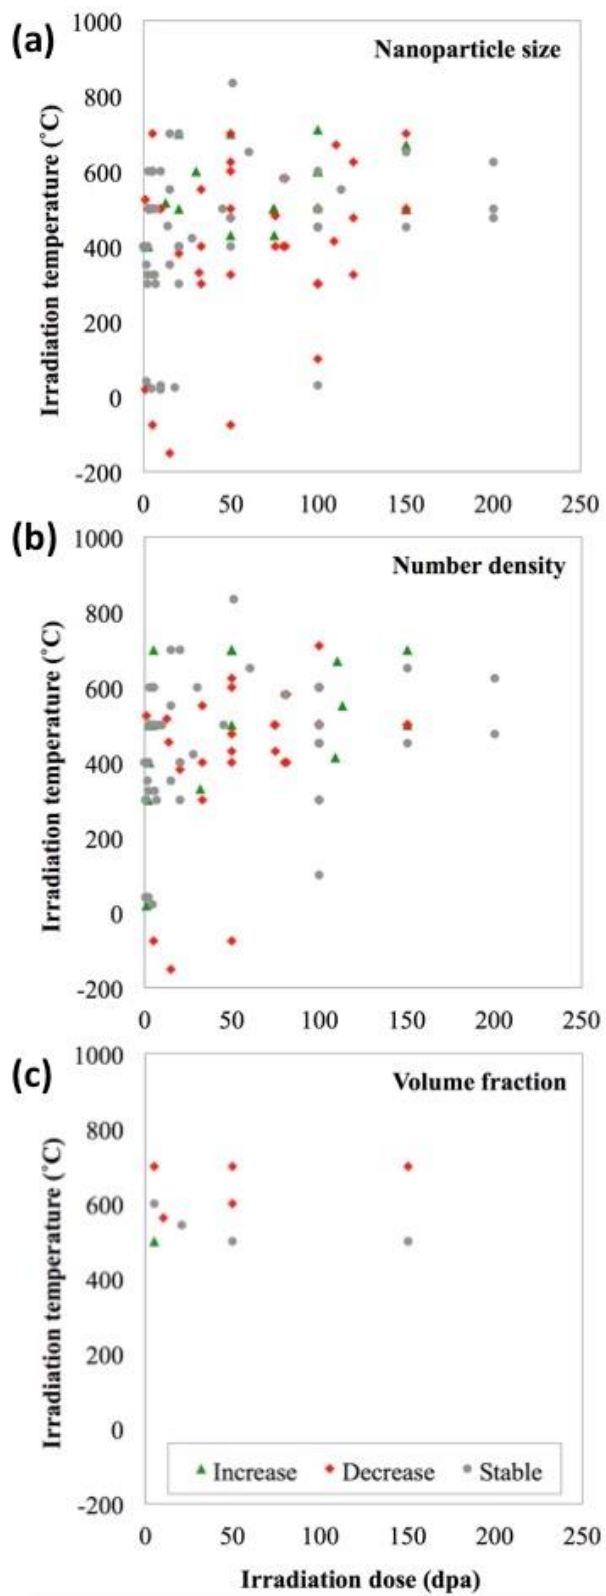 (a)
Nanoparticle size
Irradiation temperature (˚C)
1000
800
600
400
200
0
-200
0 50 100 150 200 250
(b)
Number density
Irradiation temperature (˚C)
1000
800
600
400
200
0
-200
0 50 100 150 200 250
(c)
Volume fraction
Irradiation temperature (˚C)
1000
800
600
400
200
0
-200
Increase Decrease Stable
0 50 100 150 200 250
Irradiation dose (dpa)